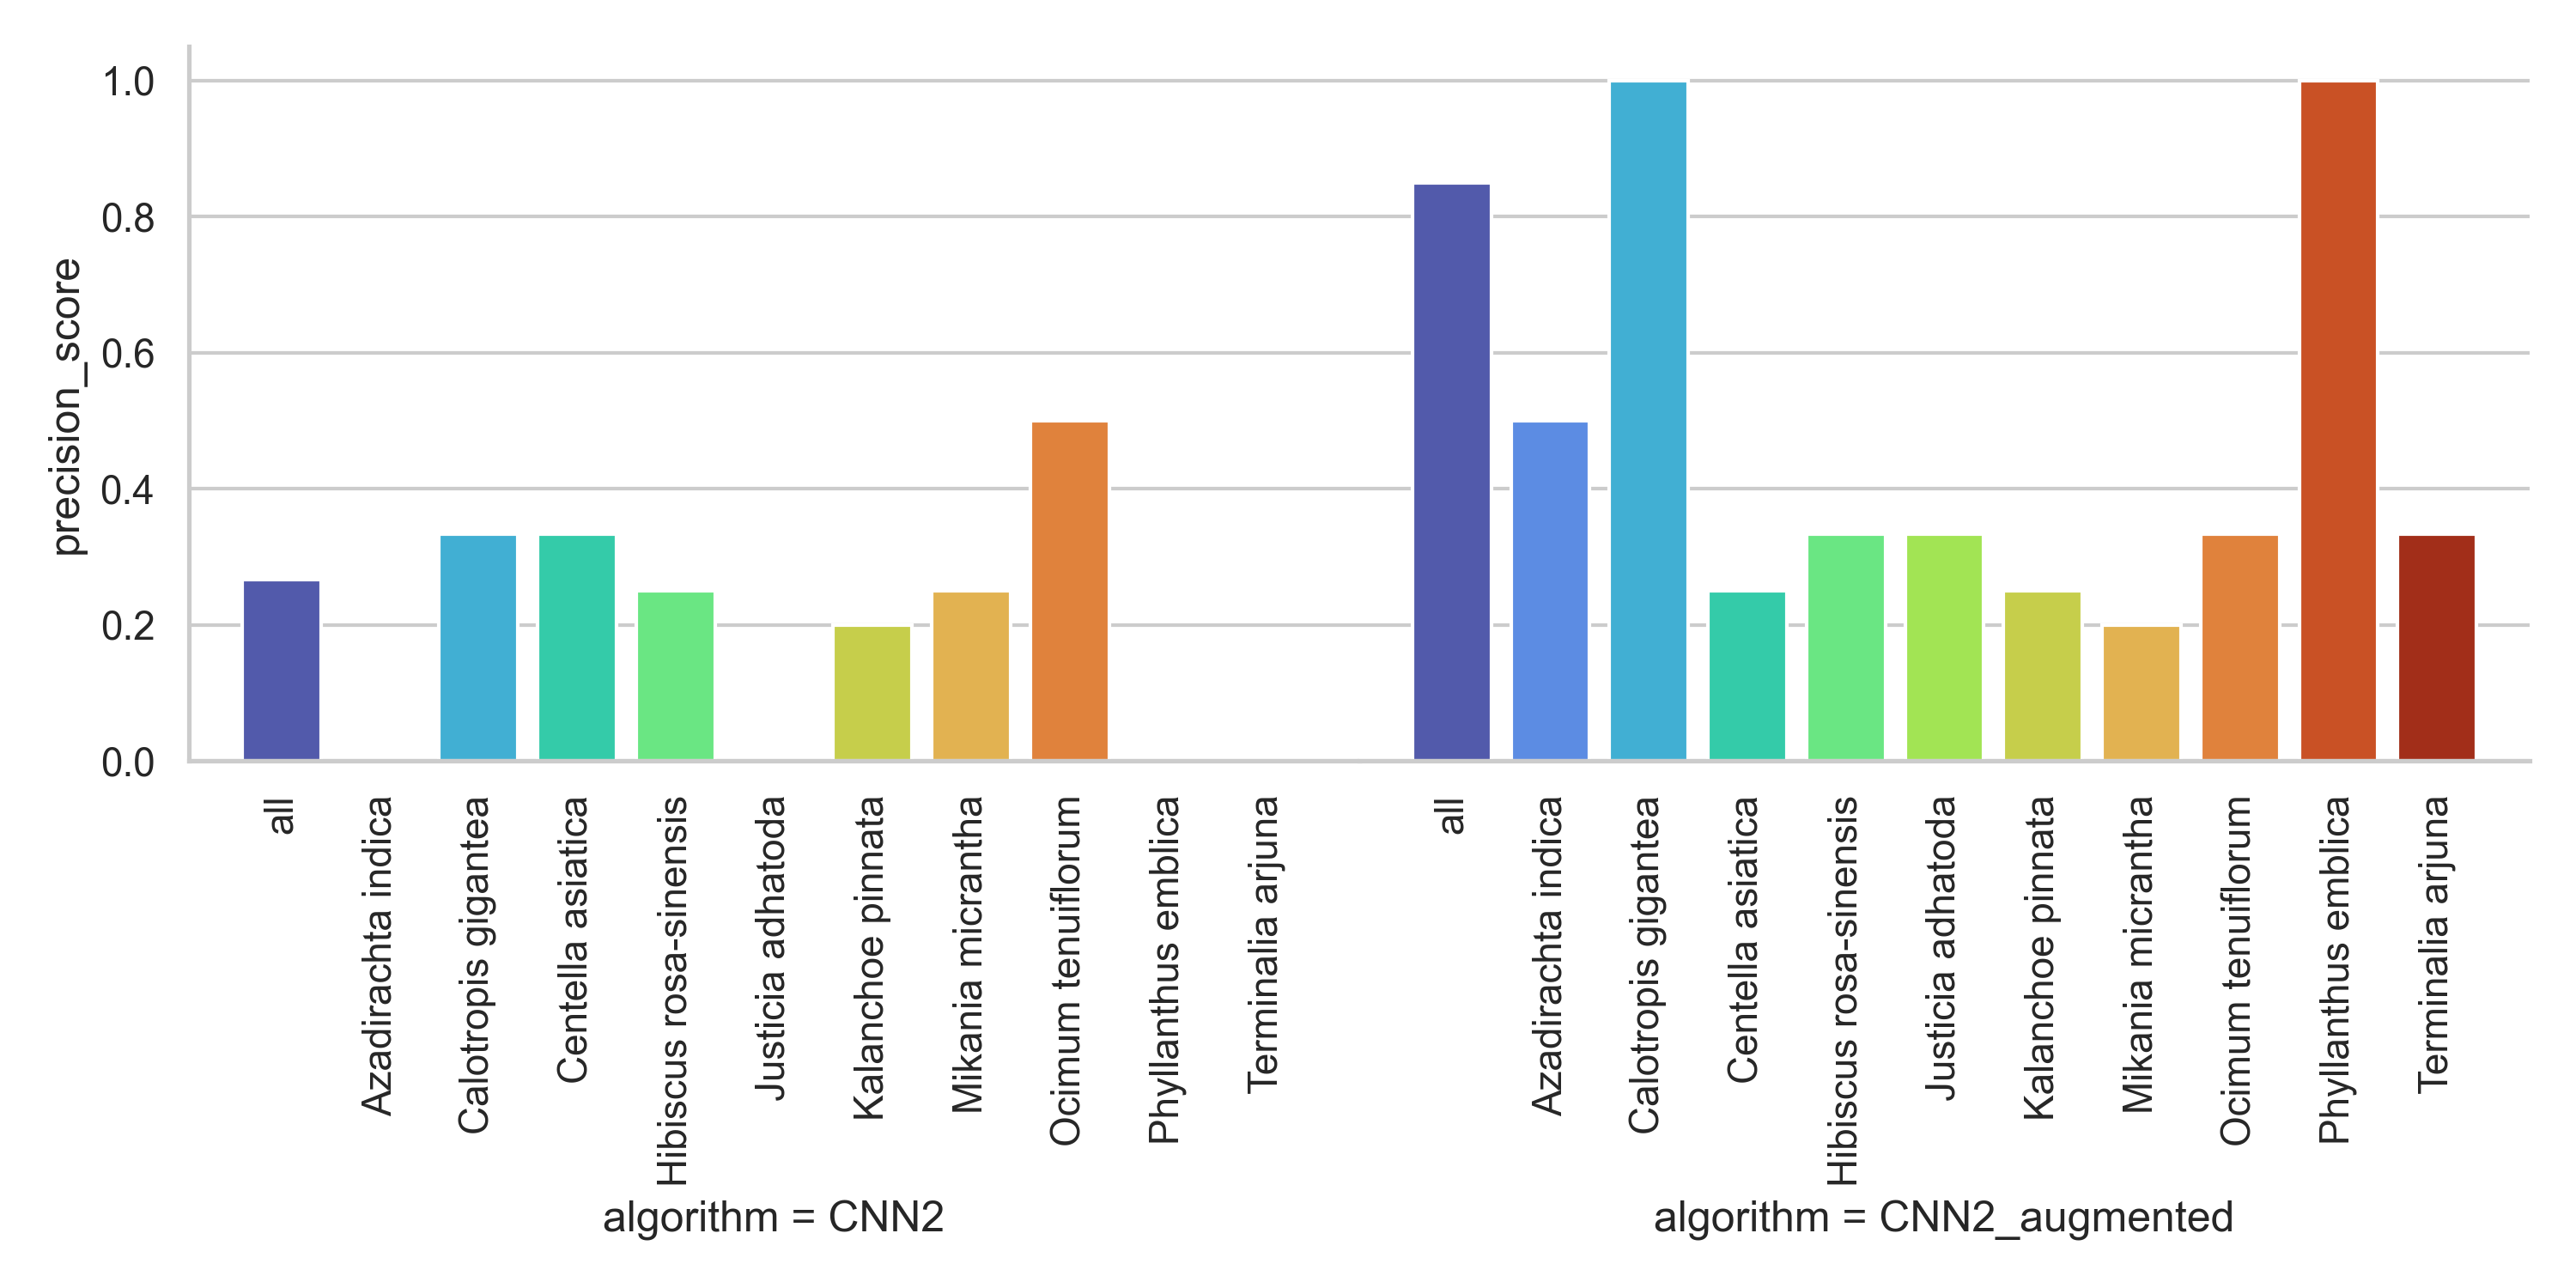 precision_score
1.0
0.8
0.6
0.4
0.2
0.0
all
Azadirachta indica
Calotropis gigantea
Centella asiatica
Hibiscus rosa-sinensis
Justicia adhatoda
Kalanchoe pinnata
Mikania micrantha
Ocimum tenuiflorum
Phyllanthus emblica
Terminalia arjuna
algorithm = CNN2
all
Azadirachta indica
Calotropis gigantea
Centella asiatica
Hibiscus rosa-sinensis
Justicia adhatoda
Kalanchoe pinnata
Mikania micrantha
Ocimum tenuiflorum
Phyllanthus emblica
Terminalia arjuna
algorithm = CNN2_augmented